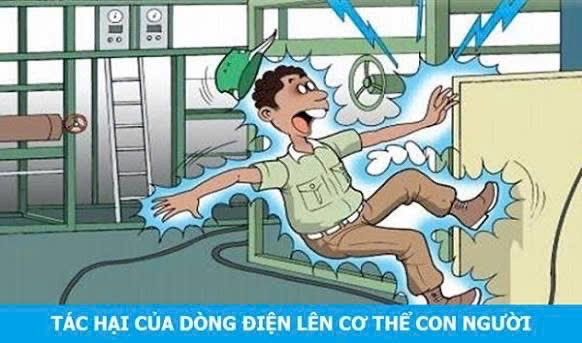 TÁC HẠI CỦA DÒNG ĐIỆN LÊN CƠ THỂ CON NGƯỜI